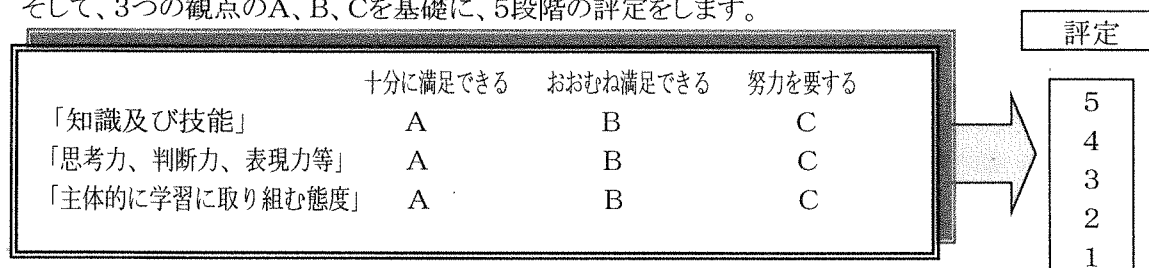 そして、3つの観点のA、B、Cを基礎に、5段階の評定をします。
評定
十分に満足できる おおむね満足できる 努力を要する
「知識及び技能」 A B C
「思考力、判断力、表現力等」 A B C
「主体的に学習に取り組む態度」 A B C
5
4
3
2
1